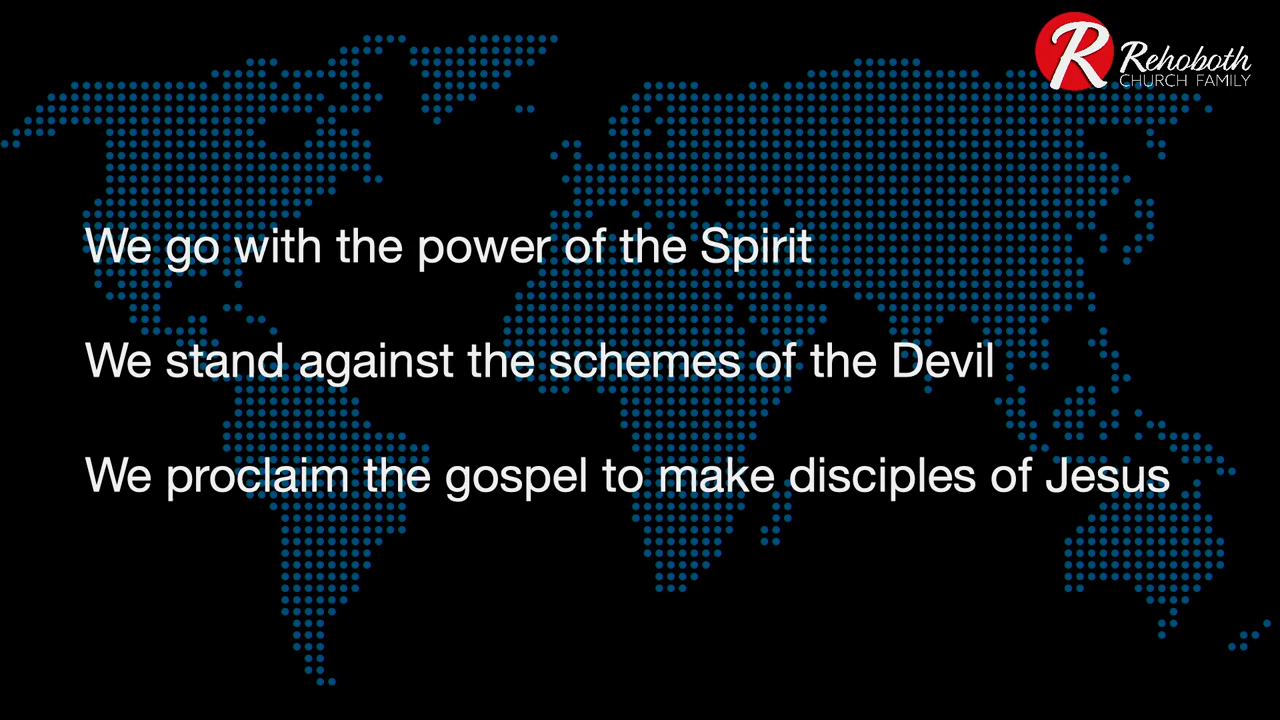 R Rehoboth
CHURCH FAMILY
We go with the power of the Spirit
We stand against the schemes of the Devil
We proclaim the gospel to make disciples of Jesus